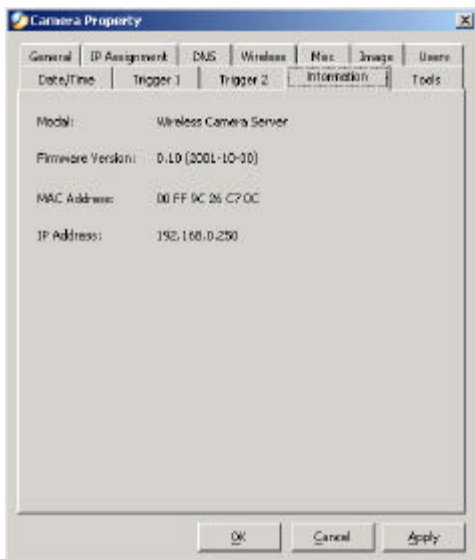 Camera Property
General IP Assignment DNS Wireless Misc Image Users
Date/Time Trigger 1 Trigger 2 Information Tools
Modal: Wireless Camera Server
Firmware Version: 0.10 (2001-10-30)
MAC Address: 00 FF 9C 26 C7 0C
IP Address: 192.168.0.250
OK Cancel Apply